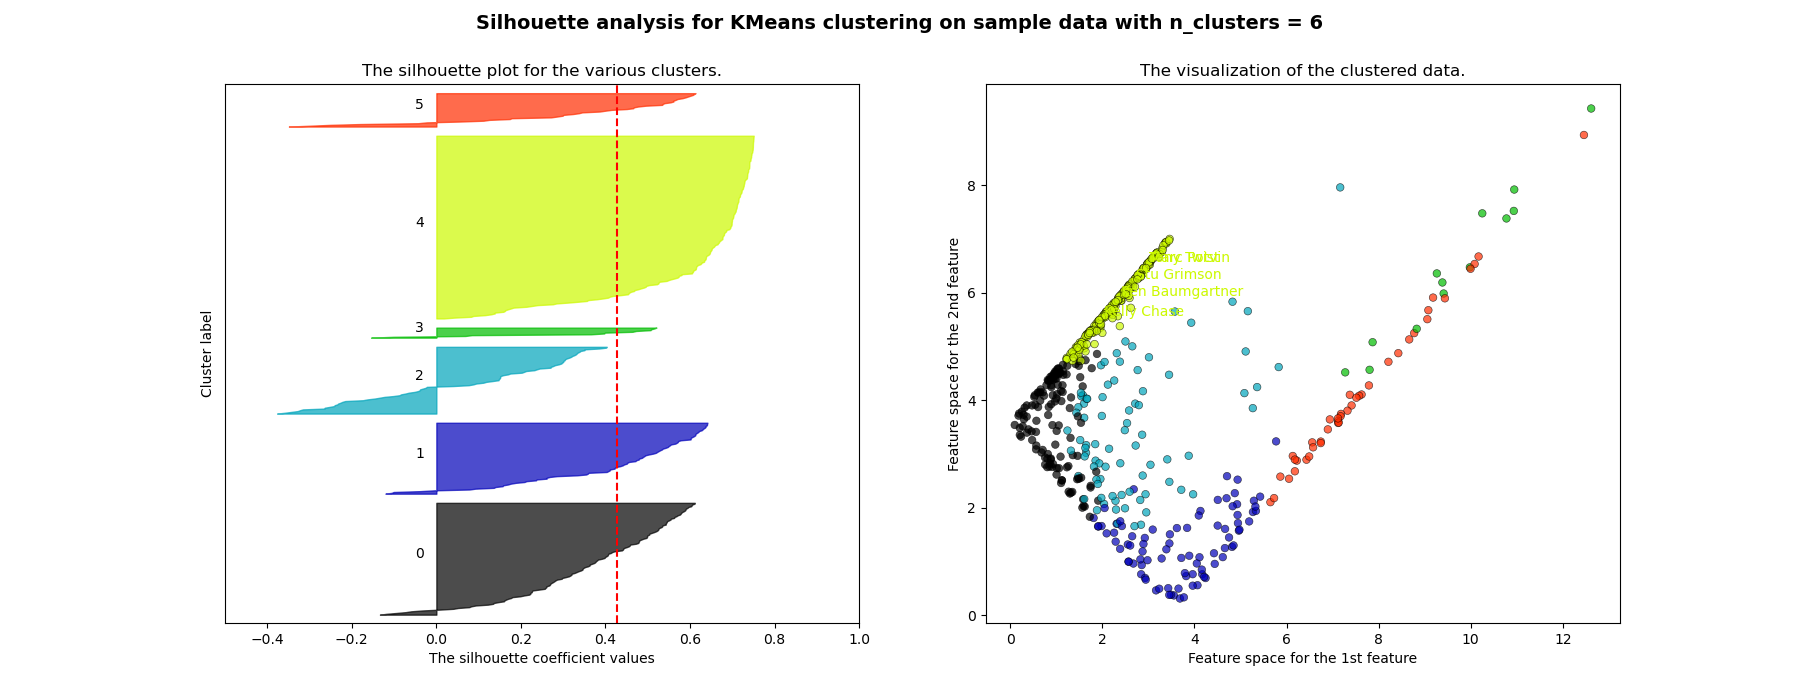 Silhouette analysis for KMeans clustering on sample data with n_clusters = 6
The silhouette plot for the various clusters.
5
4
3
2
1
0
Cluster label
−0.4 −0.2 0.0 0.2 0.4 0.6 0.8 1.0
The silhouette coefficient values
The visualization of the clustered data.
8
6
4
2
0
Feature space for the 2nd feature
Grimson
Baumgartner
Chase
0 2 4 6 8 10 12
Feature space for the 1st feature